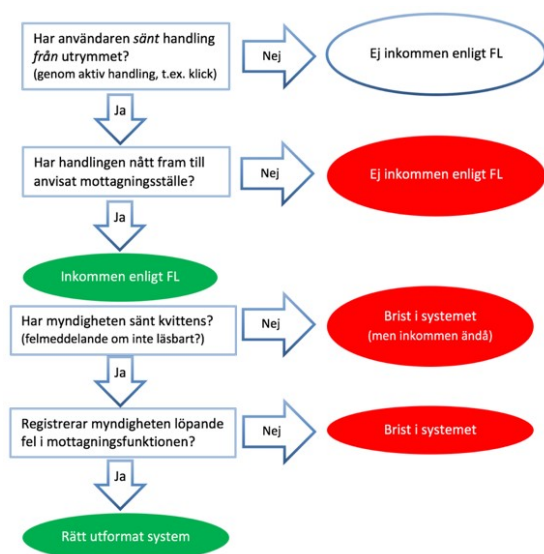 Har användaren sänt handling
från utrymmet?
(genom aktiv handling, t.ex. klick)
Nej
Ej inkommen enligt FL
Ja
Har handlingen nått fram till
anvisat mottagningsställe?
Nej
Ej inkommen enligt FL
Ja
Inkommen enligt FL
Har myndigheten sänt kvittens?
(felmeddelande om inte läsbart?)
Nej
Brist i systemet
(men inkommen ändå)
Ja
Registrerar myndigheten löpande
fel i mottagningsfunktionen?
Nej
Brist i systemet
Ja
Rätt utformat system